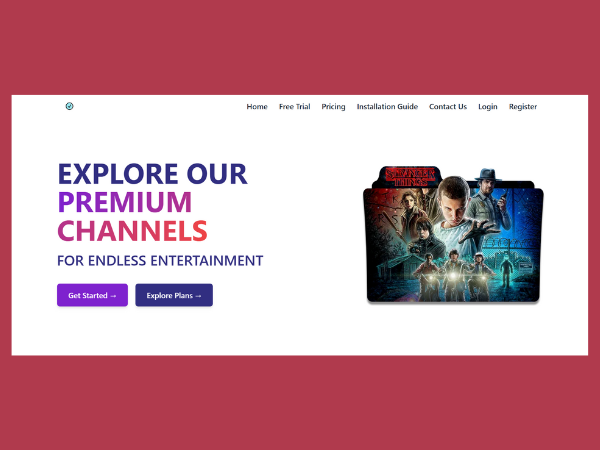 Home Free Trial Pricing Installation Guide Contact Us Login Register
EXPLORE OUR
PREMIUM
CHANNELS
FOR ENDLESS ENTERTAINMENT
Get Started → Explore Plans →
STRANGER
THINGS